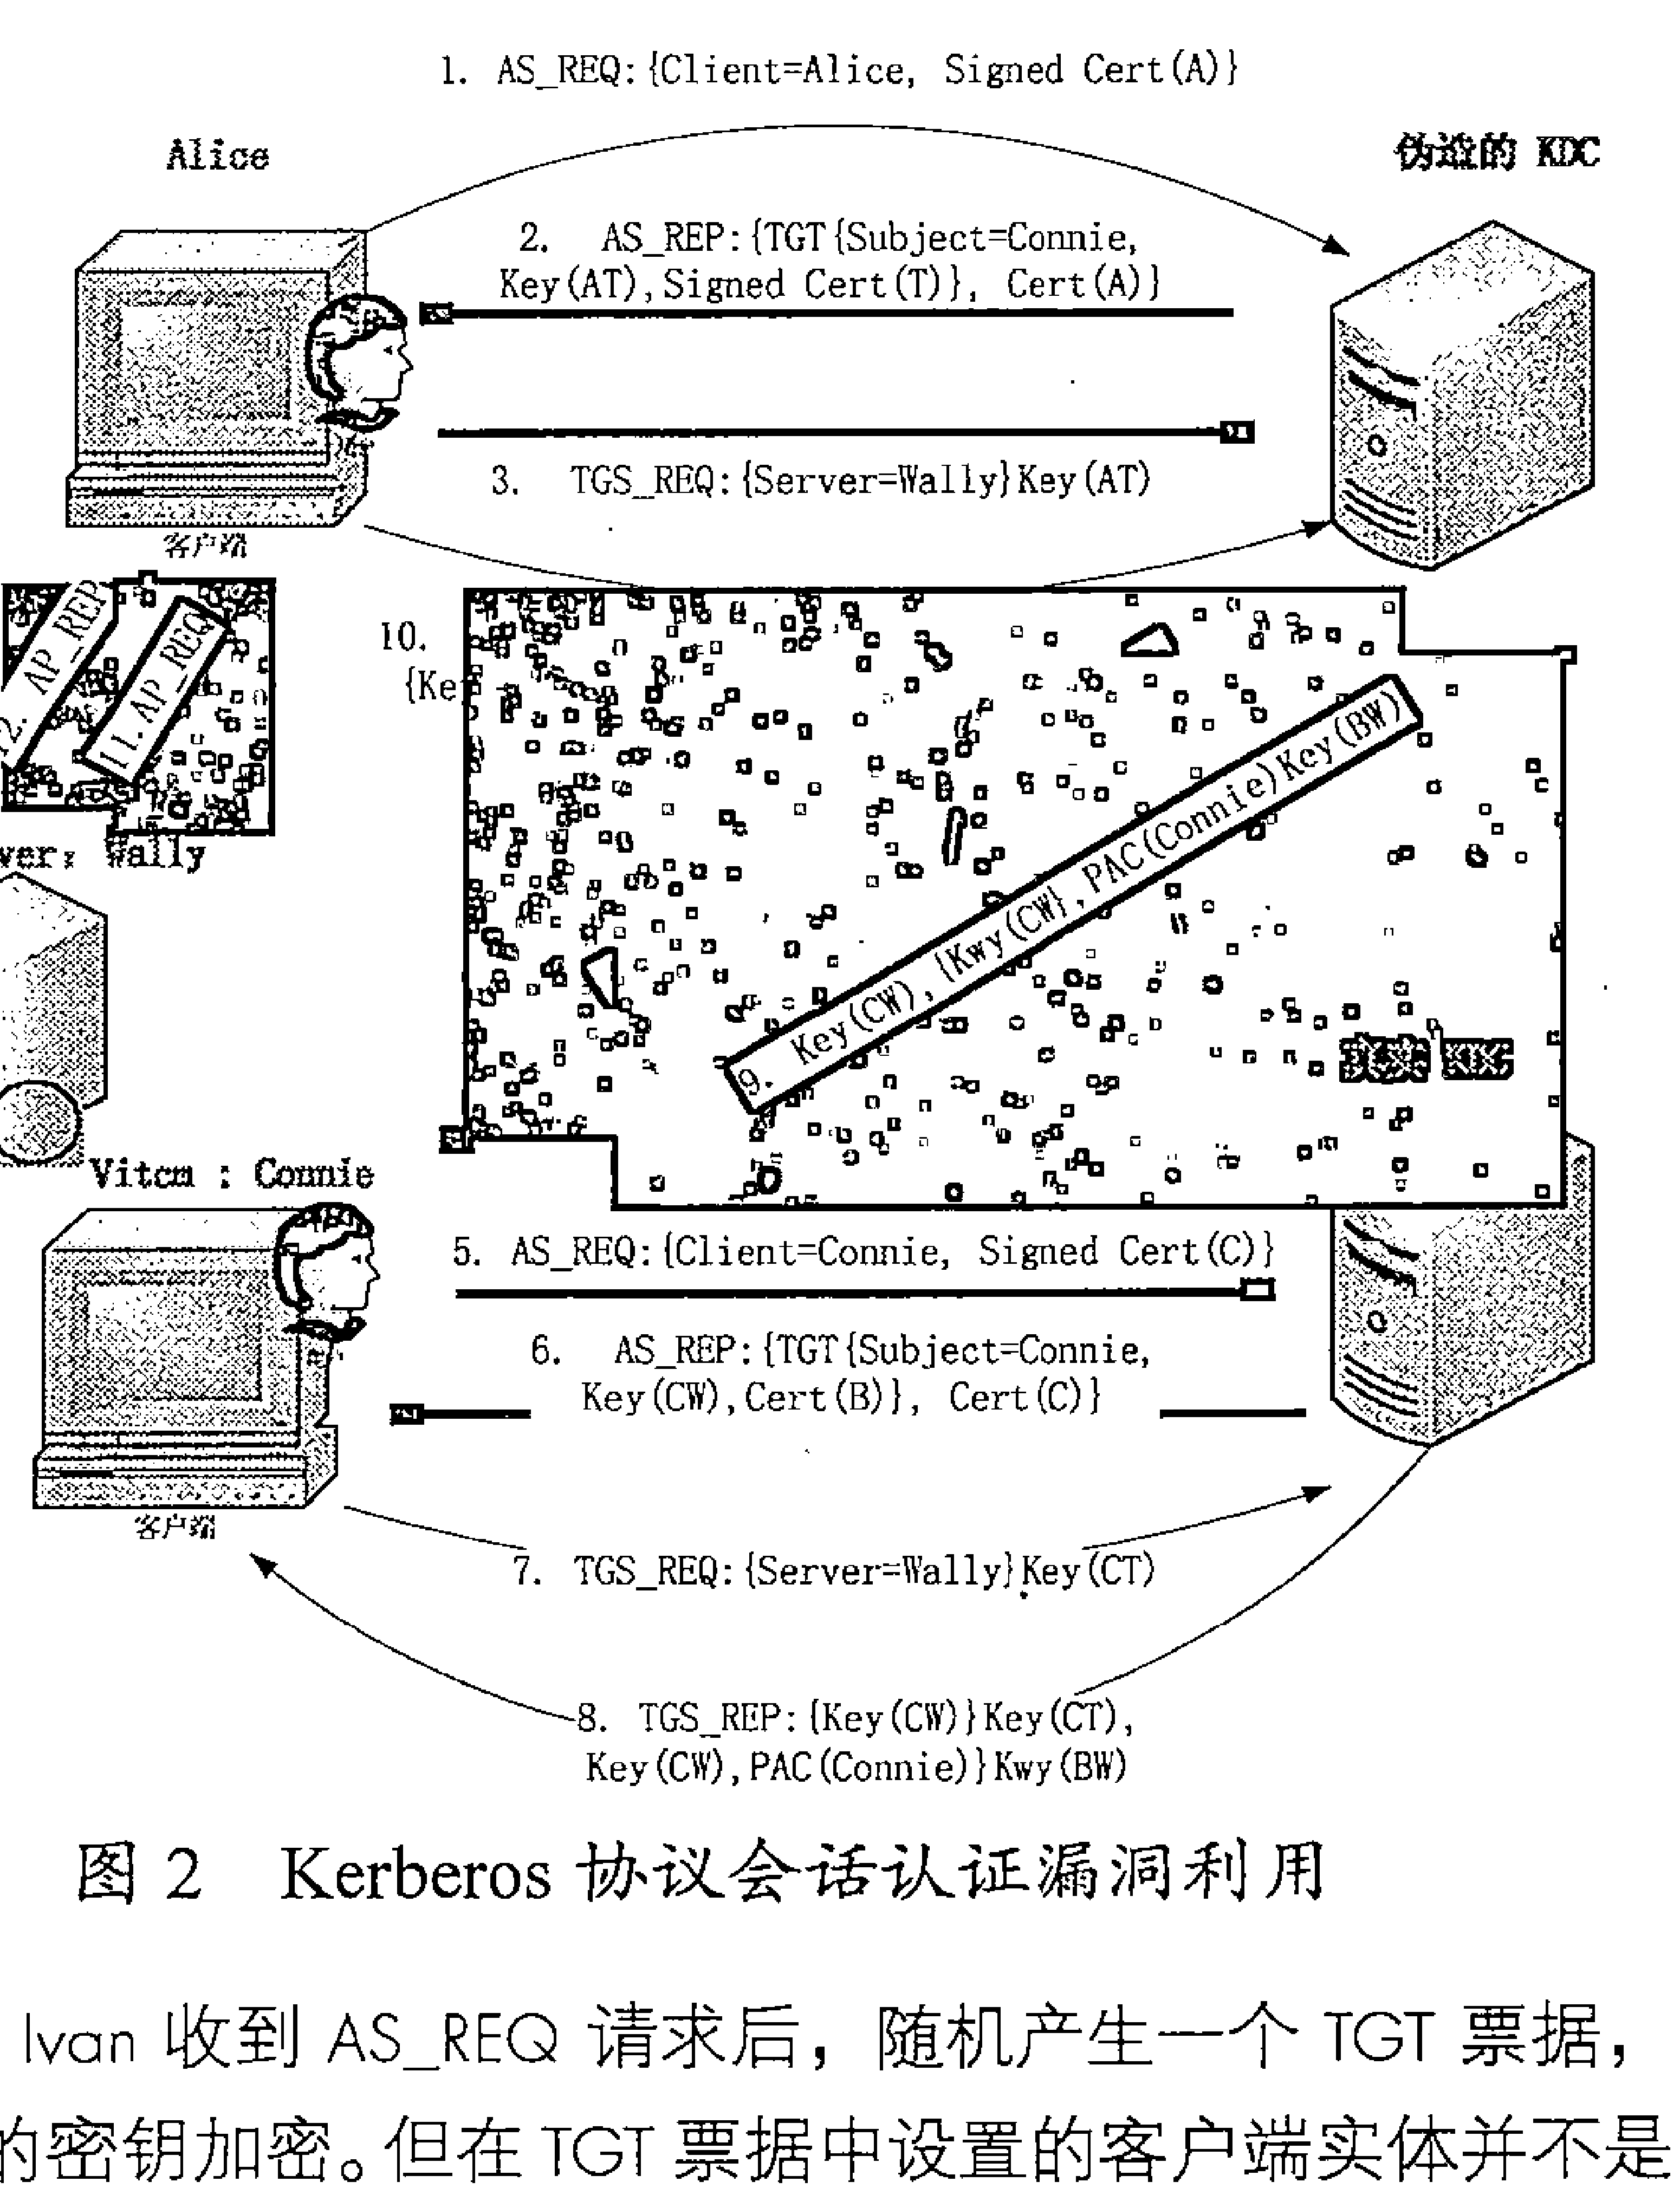 1. AS_REQ:{Client=Alice, Signed Cert(A)}
Alice
伪造的 KDC
2. AS_REP:{TGT{Subject=Connie,
Key(AT),Signed Cert(T)}, Cert(A)}
3. TGS_REQ:{Server=Wally}Key(AT)
客户端
12. AP_REP
11. AP_REQ
10.
{Key
ver: Wally
9. Key(CW),{Kwy(CW},PAC(Connie)Key(BW)
KDC
Vitcm : Connie
5. AS_REQ:{Client=Connie, Signed Cert(C)}
6. AS_REP:{TGT{Subject=Connie,
Key(CW),Cert(B)}, Cert(C)}
客户端
7. TGS_REQ:{Server=Wally}Key(CT)
8. TGS_REP:{Key(CW)}Key(CT),
Key(CW),PAC(Connie)}Kwy(BW)
图 2 Kerberos 协议会话认证漏洞利用
Ivan 收到 AS_REQ 请求后，随机产生一个 TGT 票据，
的密钥加密。但在 TGT 票据中设置的客户端实体并不是